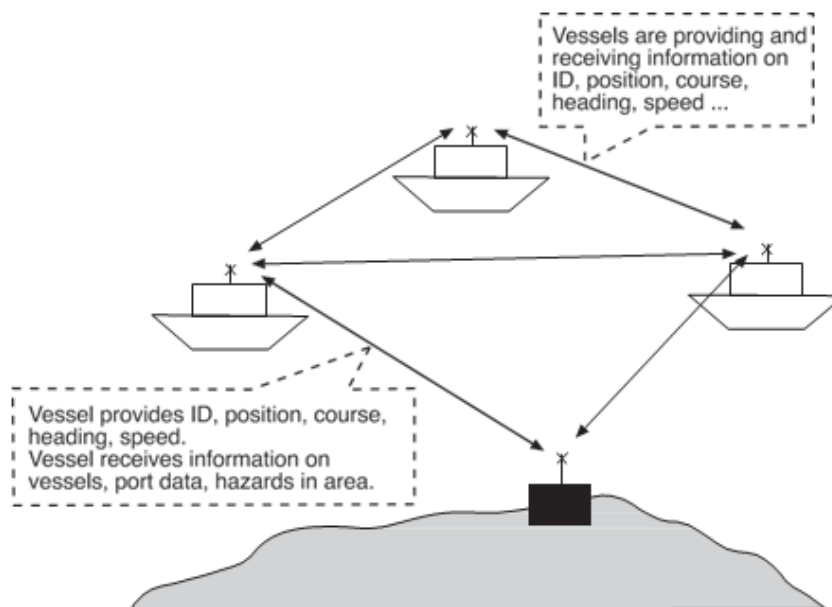 Vessels are providing and
receiving information on
ID, position, course,
heading, speed ...
Vessel provides ID, position, course,
heading, speed.
Vessel receives information on
vessels, port data, hazards in area.